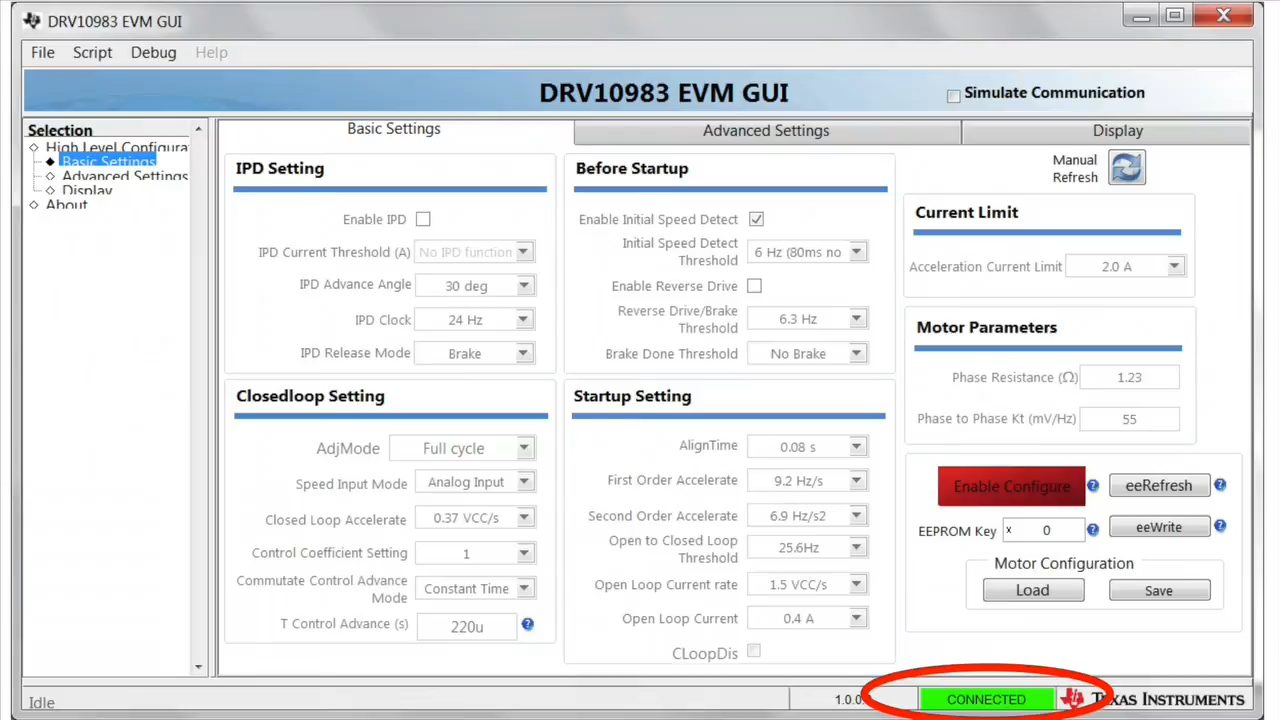 DRV10983 EVM GUI
File Script Debug Help
DRV10983 EVM GUI
Simulate Communication
Selection
High Level Configura
Basic Settings
Advanced Settings
Display
About
Basic Settings
Advanced Settings
Display
Manual
Refresh
IPD Setting
Enable IPD
IPD Current Threshold (A) No IPD function
IPD Advance Angle 30 deg
IPD Clock 24 Hz
IPD Release Mode Brake
Before Startup
Enable Initial Speed Detect
Initial Speed Detect
Threshold 6 Hz (80ms no
Enable Reverse Drive
Reverse Drive/Brake
Threshold 6.3 Hz
Brake Done Threshold No Brake
Current Limit
Acceleration Current Limit 2.0 A
Motor Parameters
Phase Resistance (Ω) 1.23
Phase to Phase Kt (mV/Hz) 55
Closedloop Setting
AdjMode Full cycle
Speed Input Mode Analog Input
Closed Loop Accelerate 0.37 VCC/s
Control Coefficient Setting 1
Commutate Control Advance
Mode Constant Time
T Control Advance (s) 220u ?
Startup Setting
AlignTime 0.08 s
First Order Accelerate 9.2 Hz/s
Second Order Accelerate 6.9 Hz/s2
Open to Closed Loop
Threshold 25.6Hz
Open Loop Current rate 1.5 VCC/s
Open Loop Current 0.4 A
CLoopDis
Enable Configure ? eeRefresh ?
EEPROM Key x 0 ? eeWrite ?
Motor Configuration
Load Save
Idle
1.0.0.
CONNECTED
TEXAS INSTRUMENTS